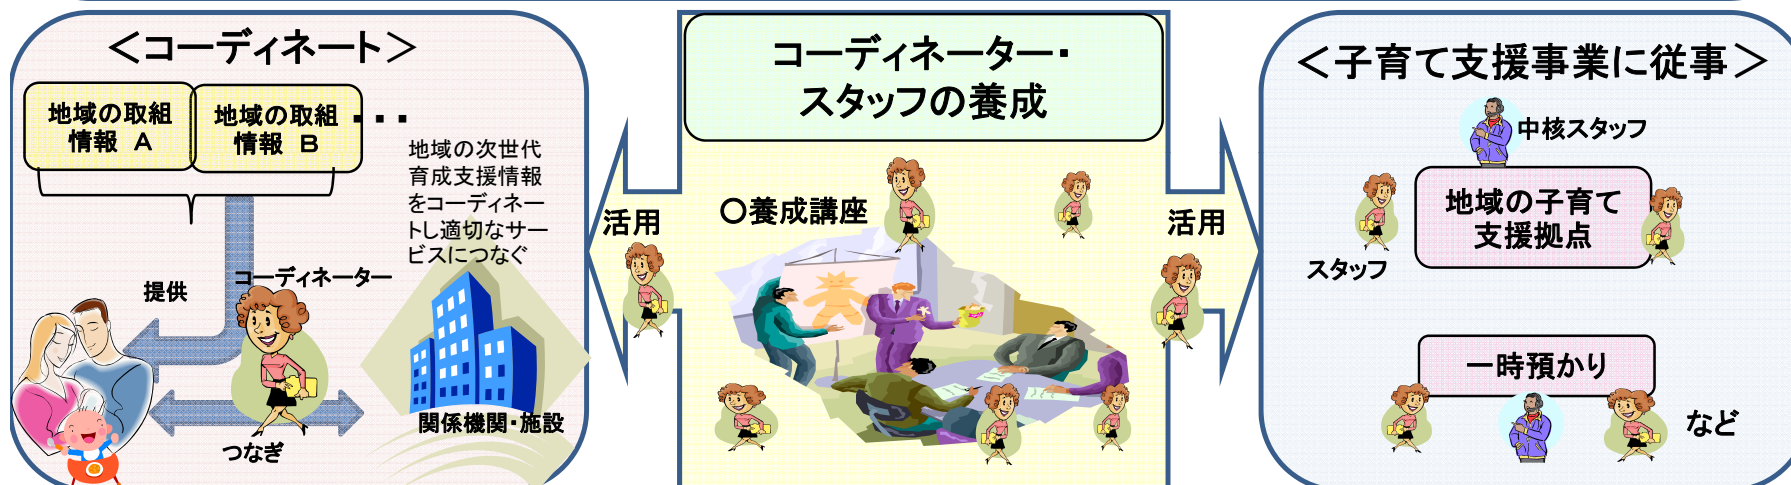 ＜コーディネート＞
地域の取組
情報 A
地域の取組
情報 B
・・・
地域の次世代
育成支援情報
をコーディネー
トし適切なサー
ビスにつなぐ
提供
コーディネーター
つなぎ
関係機関・施設
活用
コーディネーター・
スタッフの養成
○養成講座
活用
＜子育て支援事業に従事＞
中核スタッフ
地域の子育て
支援拠点
スタッフ
一時預かり
など